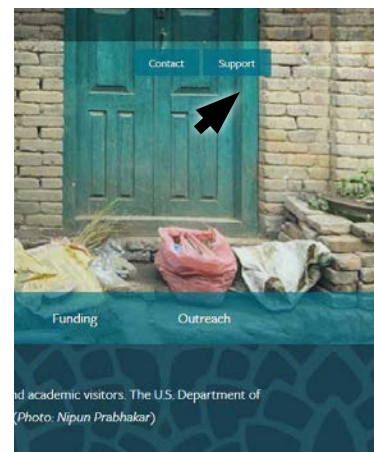 Contact Support
Funding Outreach
nd academic visitors. The U.S. Department of
(Photo: Nipun Prabhakar)